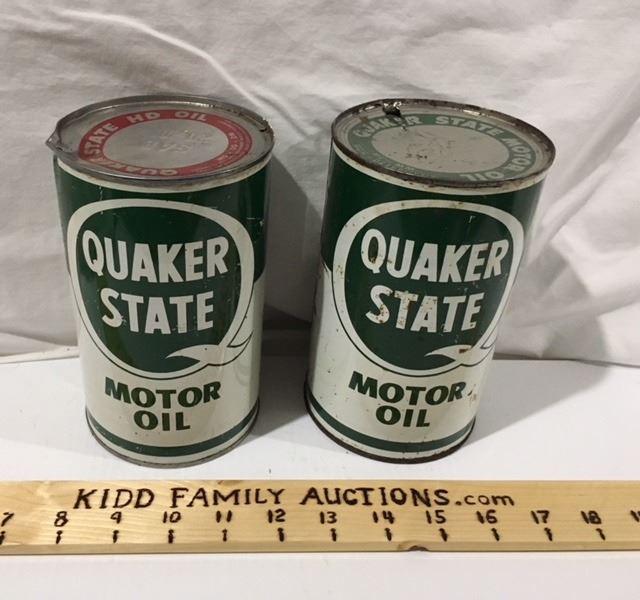 QUAKER STATE HD OIL
QUAKER STATE MOTOR OIL
QUAKER
STATE
MOTOR
OIL
QUAKER
STATE
MOTOR
OIL
KIDD FAMILY AUCTIONS.com
7 8 9 10 11 12 13 14 15 16 17 18